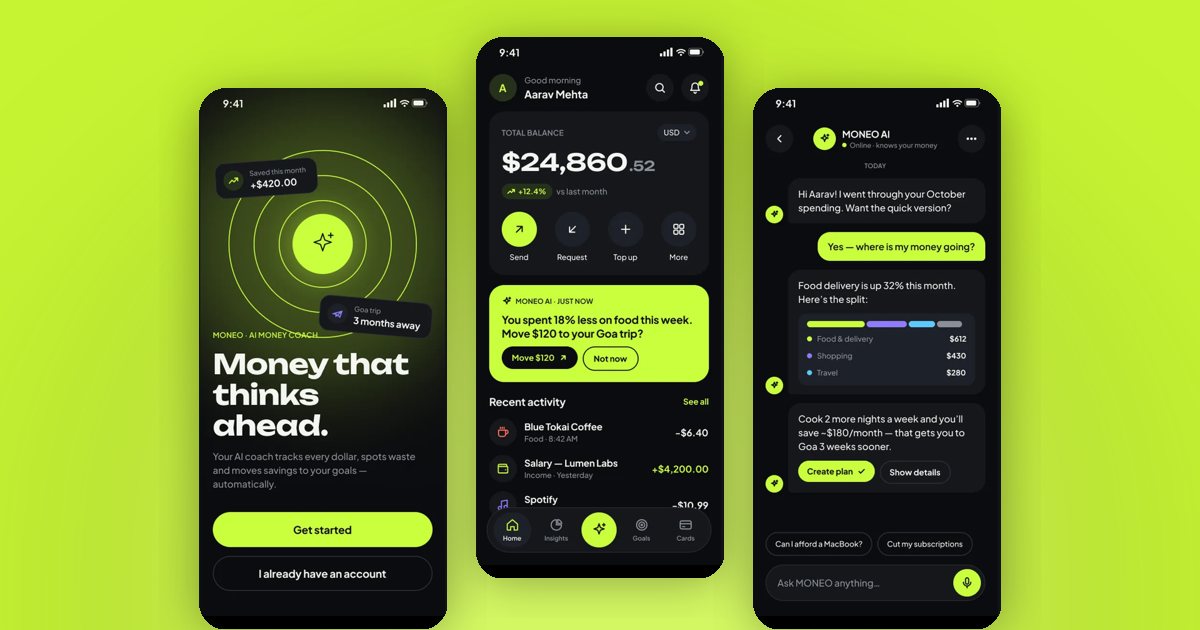 9:41
Saved this month
+$420.00
Goa trip
3 months away
MONEO · AI MONEY COACH
Money that
thinks
ahead.
Your AI coach tracks every dollar, spots waste
and moves savings to your goals —
automatically.
Get started
I already have an account
9:41
A
Good morning
Aarav Mehta
TOTAL BALANCE
USD
$24,860.52
+12.4% vs last month
Send
Request
Top up
More
MONEO AI · JUST NOW
You spent 18% less on food this week.
Move $120 to your Goa trip?
Move $120
Not now
Recent activity
See all
Blue Tokai Coffee
Food · 8:42 AM
-$6.40
Salary — Lumen Labs
Income · Yesterday
+$4,200.00
Spotify
-$10.99
Home
Insights
Goals
Cards
9:41
MONEO AI
Online · knows your money
TODAY
Hi Aarav! I went through your October
spending. Want the quick version?
Yes — where is my money going?
Food delivery is up 32% this month.
Here's the split:
Food & delivery
$612
Shopping
$430
Travel
$280
Cook 2 more nights a week and you'll
save ~$180/month — that gets you to
Goa 3 weeks sooner.
Create plan
Show details
Can I afford a MacBook?
Cut my subscriptions
Ask MONEO anything...